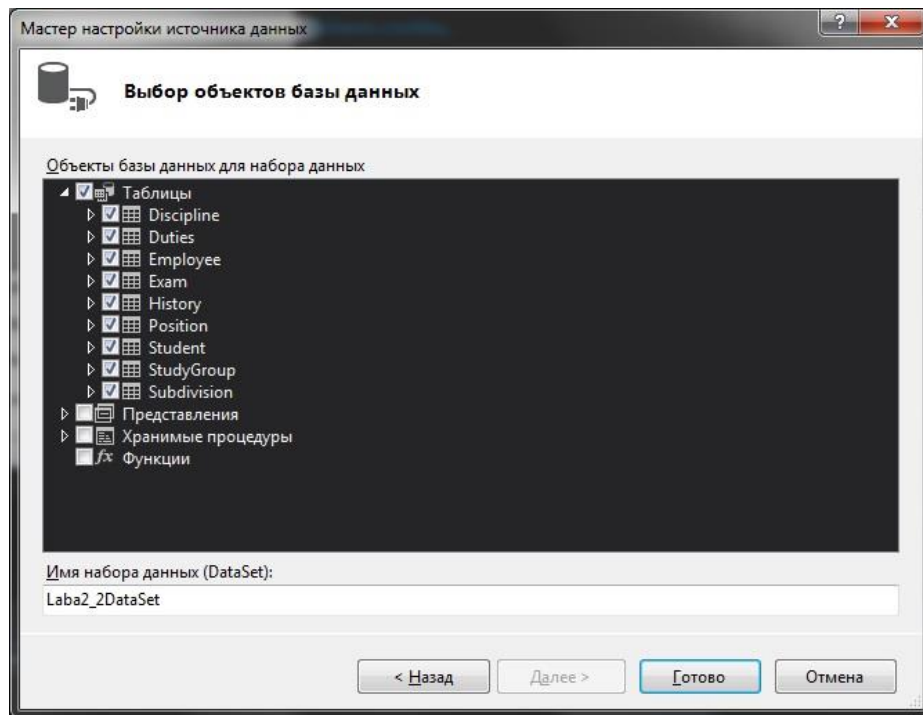 Мастер настройки источника данных
Выбор объектов базы данных
Объекты базы данных для набора данных
Таблицы
Discipline
Duties
Employee
Exam
History
Position
Student
StudyGroup
Subdivision
Представления
Хранимые процедуры
fx Функции
Имя набора данных (DataSet):
Laba2_2DataSet
< Назад Далее > Готово Отмена